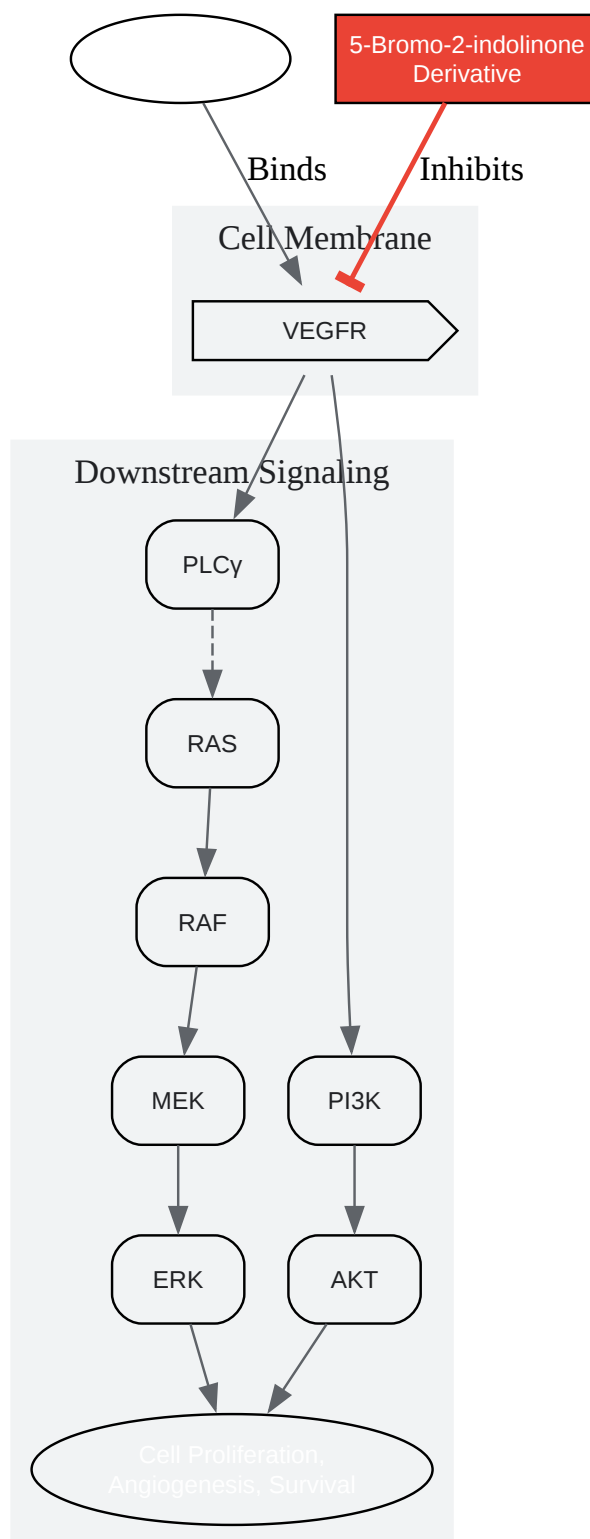 5-Bromo-2-indolinone
Derivative
Binds
Inhibits
Cell Membrane
VEGFR
Downstream Signaling
PLCγ
RAS
RAF
MEK
PI3K
ERK
AKT
Cell Proliferation,
Angiogenesis, Survival